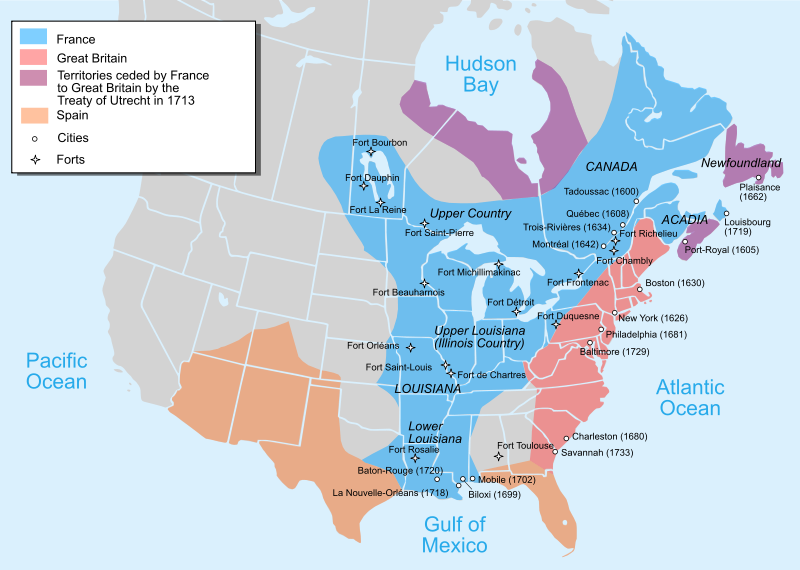 France
Great Britain
Territories ceded by France
to Great Britain by the
Treaty of Utrecht in 1713
Spain
Cities
Forts
Hudson
Bay
Fort Bourbon
Fort Dauphin
Fort La Reine
Upper Country
Fort Saint-Pierre
CANADA
Newfoundland
Plaisance
(1662)
Tadoussac (1600)
Québec (1608)
ACADIA
Louisbourg
(1719)
Trois-Rivières (1634)
Fort Richelieu
Montréal (1642)
Port-Royal (1605)
Fort Chambly
Fort Michillimakinac
Fort Frontenac
Fort Beauharnois
Boston (1630)
Fort Détroit
Fort Duquesne
New York (1626)
Upper Louisiana
(Illinois Country)
Philadelphia (1681)
Fort Orléans
Baltimore (1729)
Pacific
Ocean
Fort Saint-Louis
Fort de Chartres
LOUISIANA
Atlantic
Ocean
Lower
Louisiana
Charleston (1680)
Fort Rosalie
Fort Toulouse
Savannah (1733)
Baton-Rouge (1720)
Mobile (1702)
La Nouvelle-Orléans (1718)
Biloxi (1699)
Gulf of
Mexico